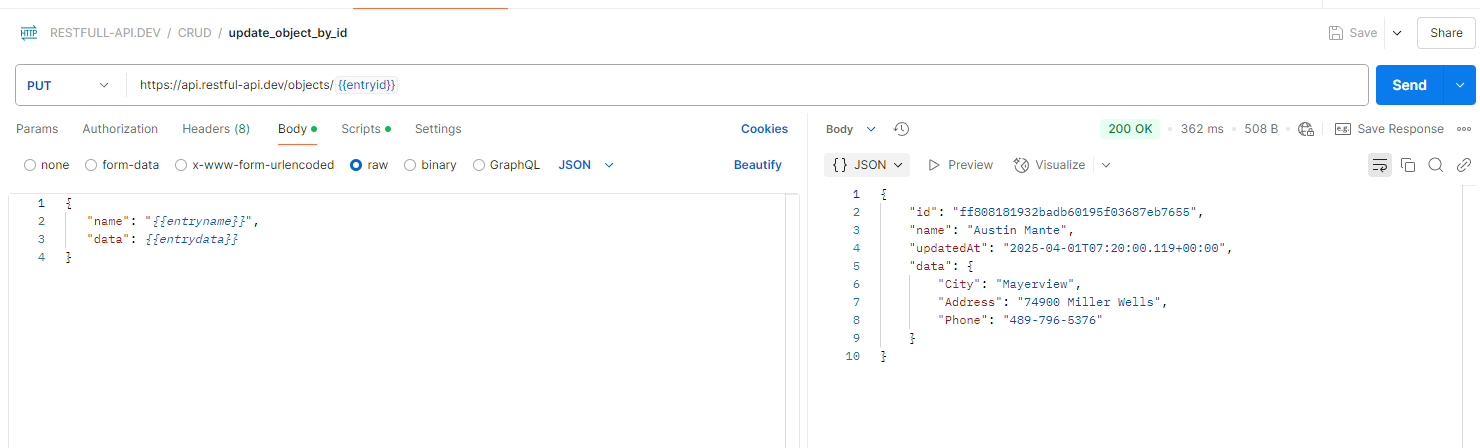 HTTP RESTFULL-API.DEV / CRUD / update_object_by_id Save Share
PUT https://api.restful-api.dev/objects/ {{entryid}} Send
Params Authorization Headers (8) Body Scripts Settings Cookies
none form-data x-www-form-urlencoded raw binary GraphQL JSON Beautify
1 {
2 "name": "{{entryname}}",
3 "data": {{entrydata}}
4 }
Body 200 OK 362 ms 508 B e.g. Save Response
{} JSON Preview Visualize
1 {
2 "id": "ff808181932badb60195f03687eb7655",
3 "name": "Austin Mante",
4 "updatedAt": "2025-04-01T07:20:00.119+00:00",
5 "data": {
6 "City": "Mayerview",
7 "Address": "74900 Miller Wells",
8 "Phone": "489-796-5376"
9 }
10 }